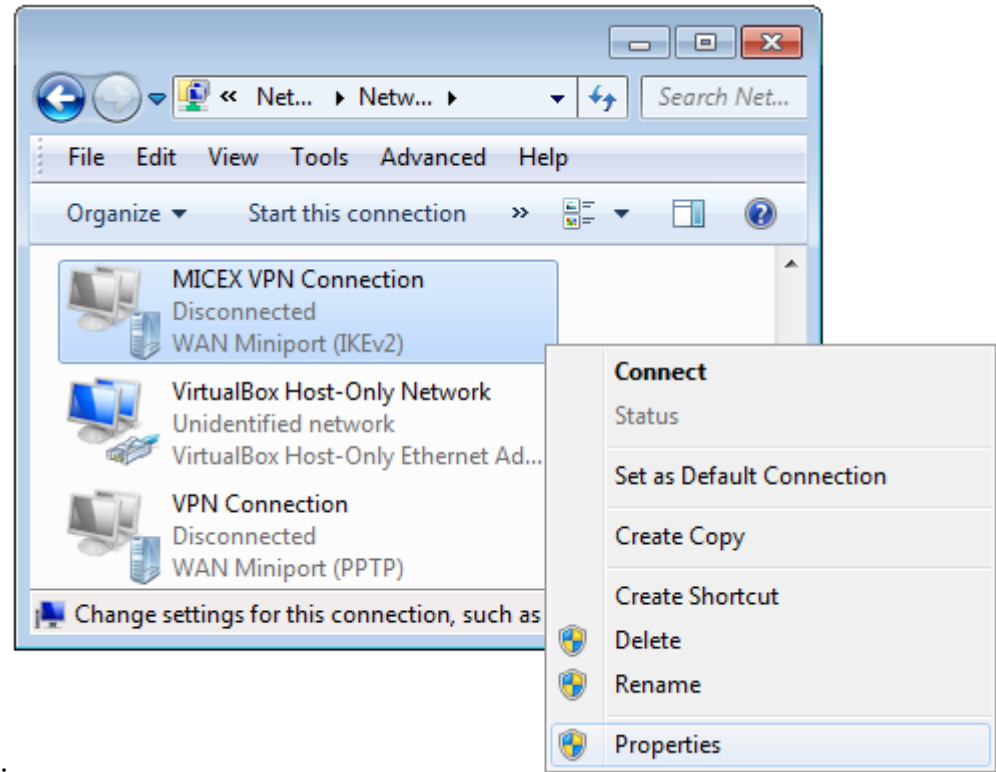 « Net... Netw... Search Net...
File Edit View Tools Advanced Help
Organize Start this connection »
MICEX VPN Connection
Disconnected
WAN Miniport (IKEv2)
VirtualBox Host-Only Network
Unidentified network
VirtualBox Host-Only Ethernet Ad...
VPN Connection
Disconnected
WAN Miniport (PPTP)
Change settings for this connection, such as
Connect
Status
Set as Default Connection
Create Copy
Create Shortcut
Delete
Rename
Properties
.